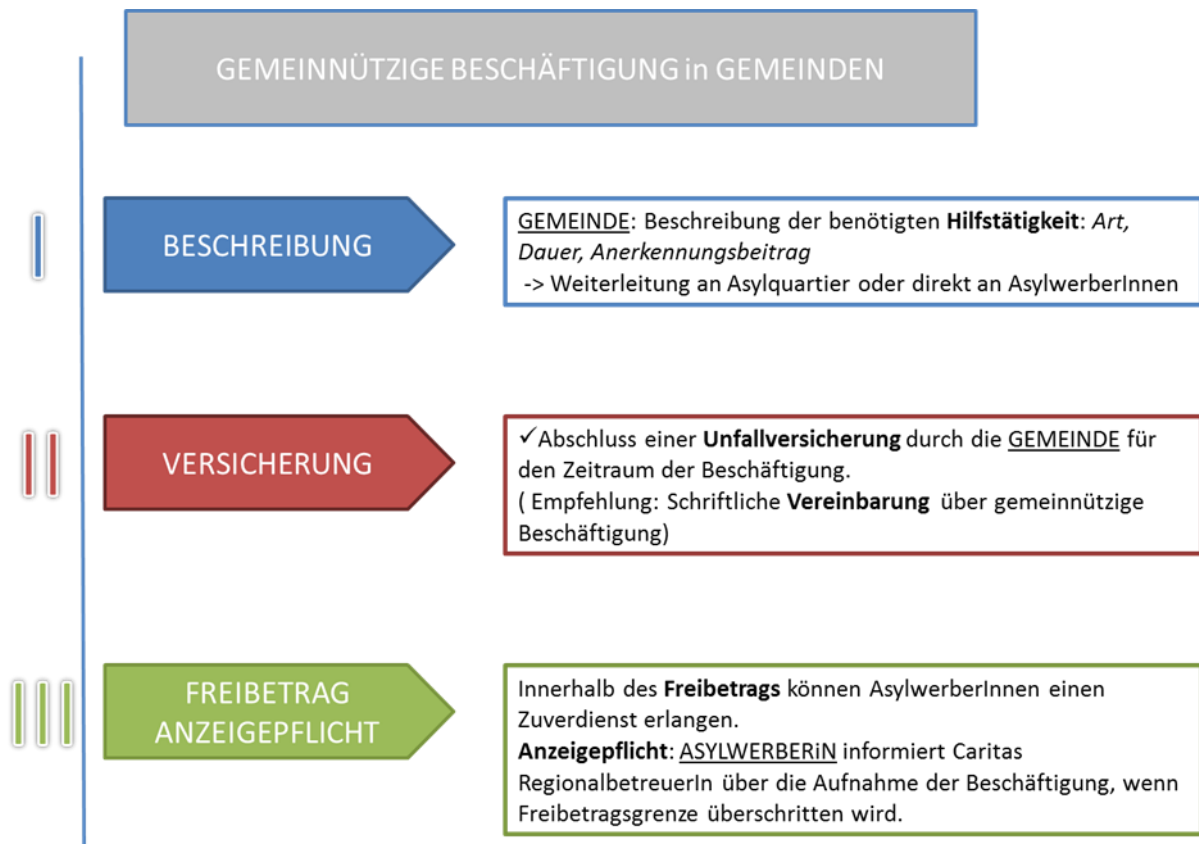 GEMEINNÜTZIGE BESCHÄFTIGUNG in GEMEINDEN
I
BESCHREIBUNG
GEMEINDE: Beschreibung der benötigten Hilfstätigkeit: Art,
Dauer, Anerkennungsbeitrag
-> Weiterleitung an Asylquartier oder direkt an AsylwerberInnen
II
VERSICHERUNG
✓Abschluss einer Unfallversicherung durch die GEMEINDE für
den Zeitraum der Beschäftigung.
( Empfehlung: Schriftliche Vereinbarung über gemeinnützige
Beschäftigung)
III
FREIBETRAG
ANZEIGEPFLICHT
Innerhalb des Freibetrags können AsylwerberInnen einen
Zuverdienst erlangen.
Anzeigepflicht: ASYLWERBERiN informiert Caritas
RegionalbetreuerIn über die Aufnahme der Beschäftigung, wenn
Freibetragsgrenze überschritten wird.